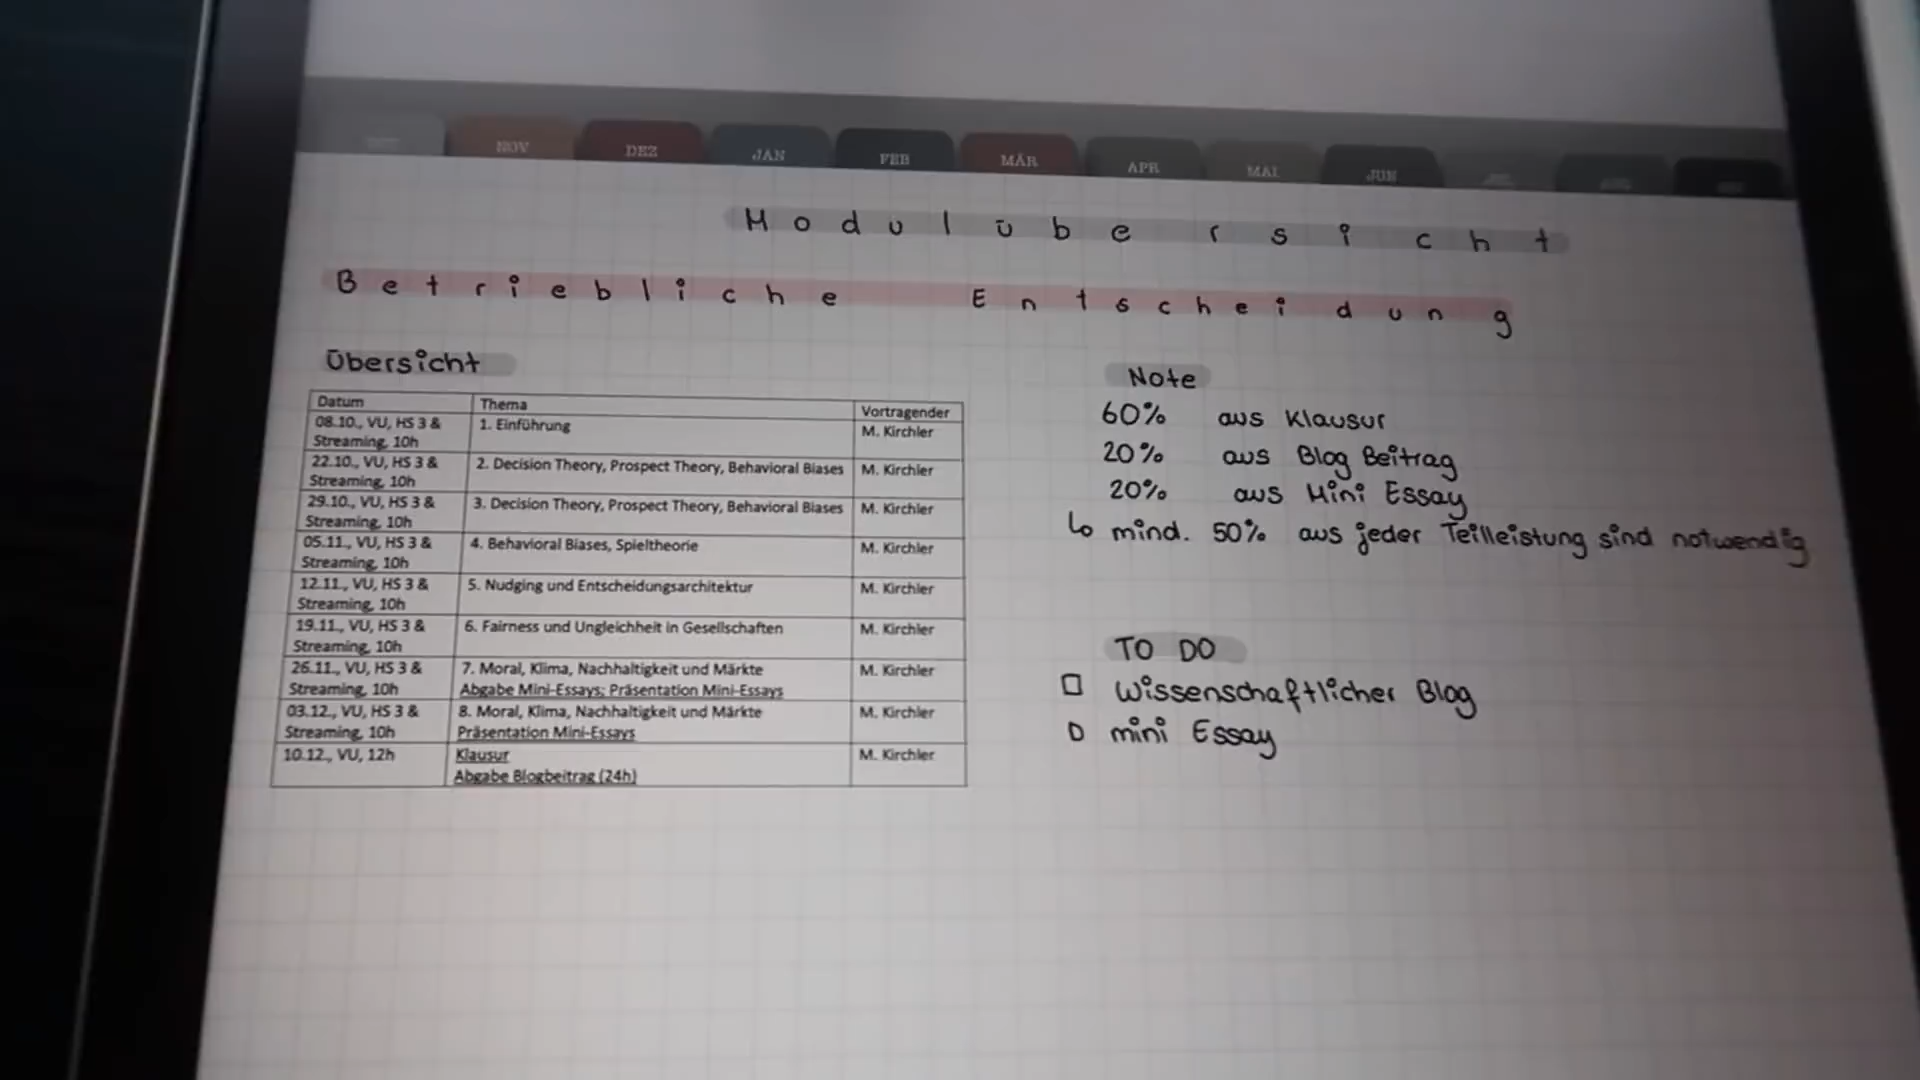 NOV DEZ JAN FEB MÄR APR MAI JUN
Modulübersicht
Betriebliche Entscheidung
Übersicht
Datum Thema Vortragender
08.10., VU, HS 3 & 1. Einführung M. Kirchler
Streaming, 10h
22.10., VU, HS 3 & 2. Decision Theory, Prospect Theory, Behavioral Biases M. Kirchler
Streaming, 10h
29.10., VU, HS 3 & 3. Decision Theory, Prospect Theory, Behavioral Biases M. Kirchler
Streaming, 10h
05.11., VU, HS 3 & 4. Behavioral Biases, Spieltheorie M. Kirchler
Streaming, 10h
12.11., VU, HS 3 & 5. Nudging und Entscheidungsarchitektur M. Kirchler
Streaming, 10h
19.11., VU, HS 3 & 6. Fairness und Ungleichheit in Gesellschaften M. Kirchler
Streaming, 10h
26.11., VU, HS 3 & 7. Moral, Klima, Nachhaltigkeit und Märkte M. Kirchler
Streaming, 10h Abgabe Mini-Essays; Präsentation Mini-Essays
03.12., VU, HS 3 & 8. Moral, Klima, Nachhaltigkeit und Märkte M. Kirchler
Streaming, 10h Präsentation Mini-Essays
10.12., VU, 12h Klausur M. Kirchler
Abgabe Blogbeitrag (24h)
Note
60% aus Klausur
20% aus Blog Beitrag
20% aus Mini Essay
mind. 50% aus jeder Teilleistung sind notwendig
TO DO
Wissenschaftlicher Blog
mini Essay